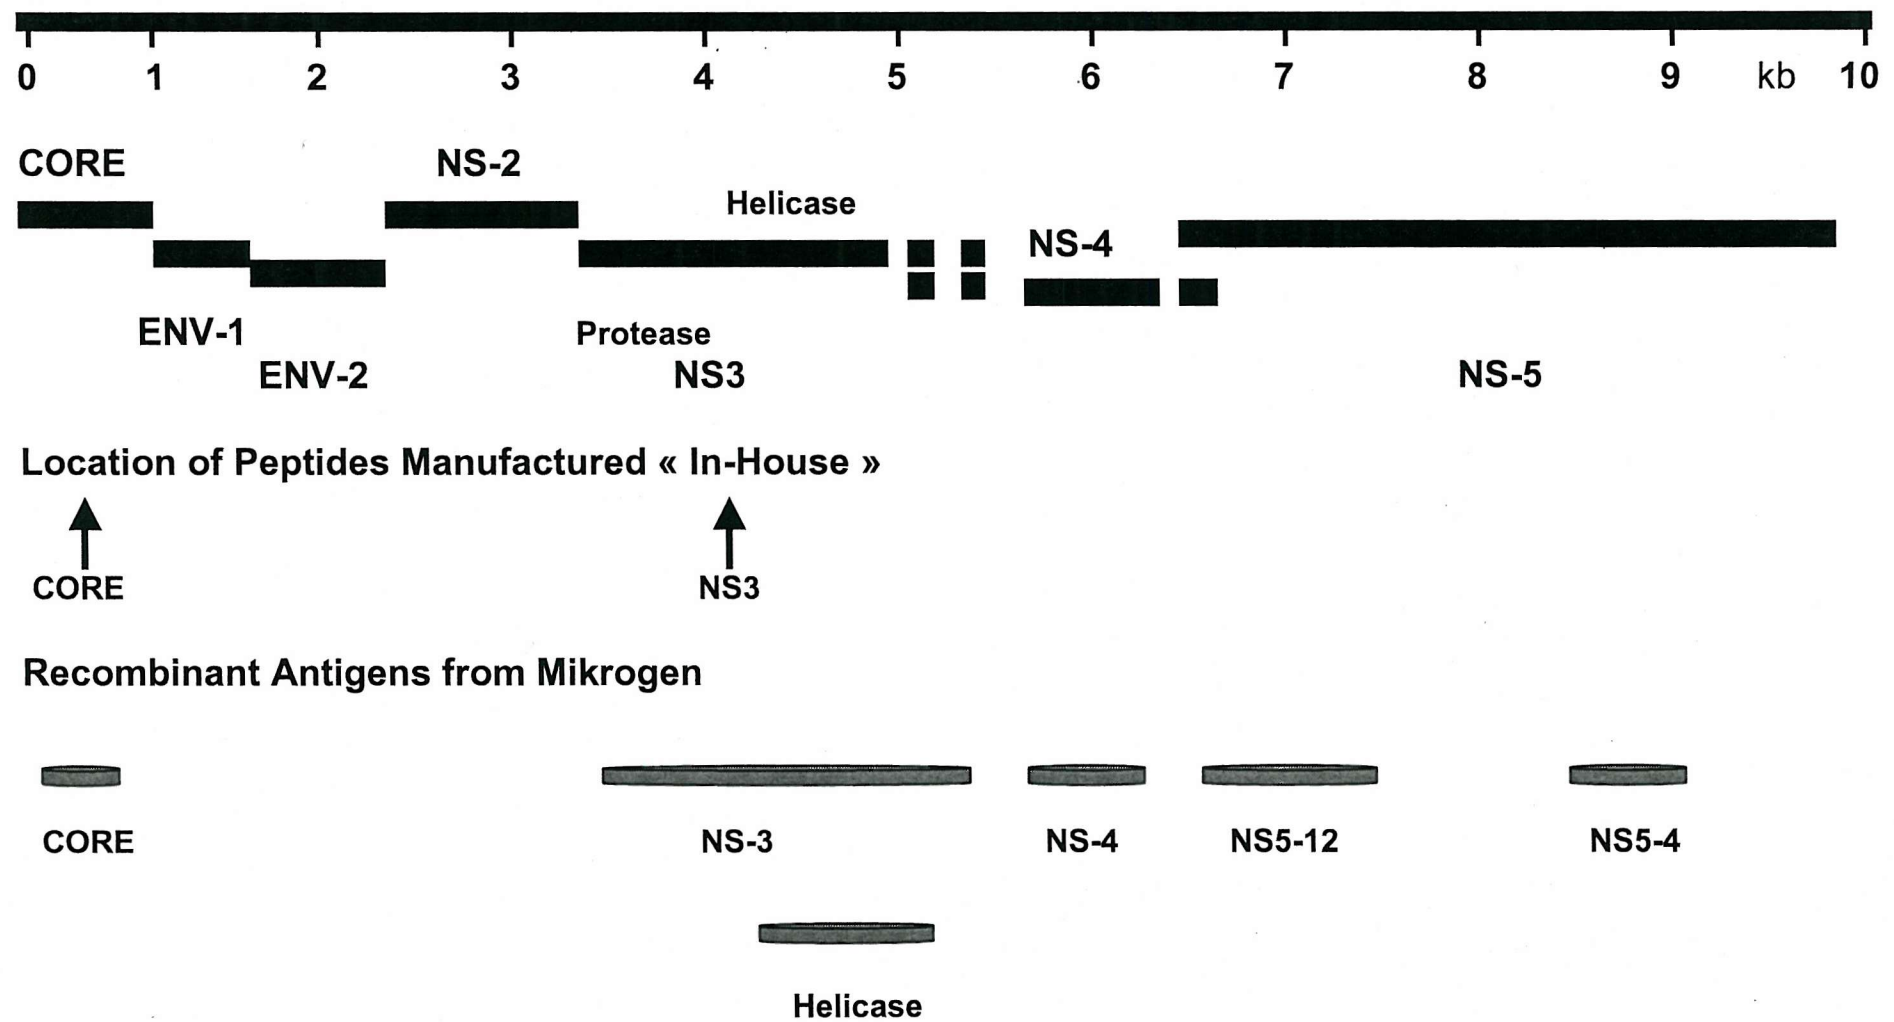 0 1 2 3 4 5 6 7 8 9 kb 10
CORE NS-2
Helicase
NS-4
ENV-1 Protease
ENV-2 NS3 NS-5
Location of Peptides Manufactured « In-House »
CORE NS3
Recombinant Antigens from Mikrogen
CORE NS-3 NS-4 NS5-12 NS5-4
Helicase